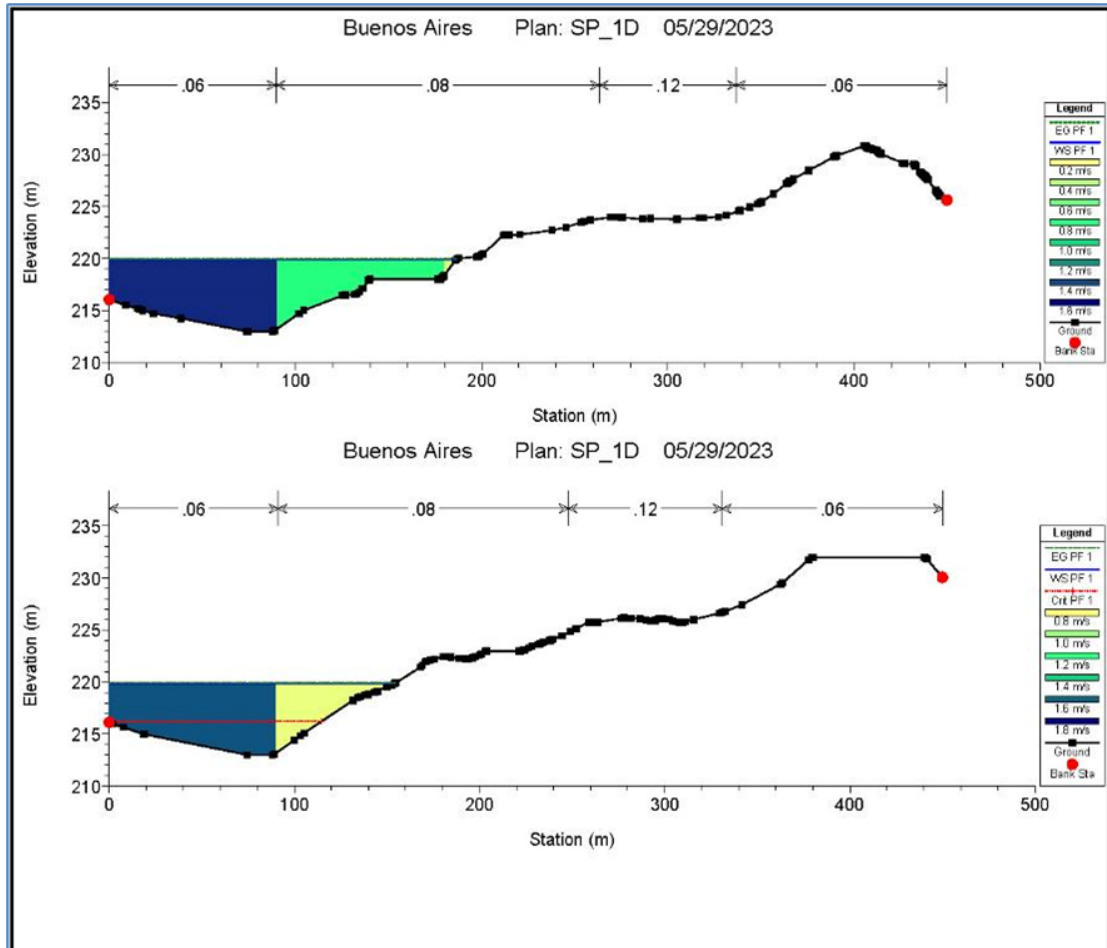 Buenos Aires Plan: SP_1D 05/29/2023
.06 .08 .12 .06
235
230
225
220
215
210
Elevation (m)
0 100 200 300 400 500
Station (m)
Legend
EG PF 1
WS PF 1
0.2 m/s
0.4 m/s
0.6 m/s
0.8 m/s
1.0 m/s
1.2 m/s
1.4 m/s
1.6 m/s
Ground
Bank Sta
Buenos Aires Plan: SP_1D 05/29/2023
.06 .08 .12 .06
235
230
225
220
215
210
Elevation (m)
0 100 200 300 400 500
Station (m)
Legend
EG PF 1
WS PF 1
Crit PF 1
0.8 m/s
1.0 m/s
1.2 m/s
1.4 m/s
1.6 m/s
1.8 m/s
Ground
Bank Sta